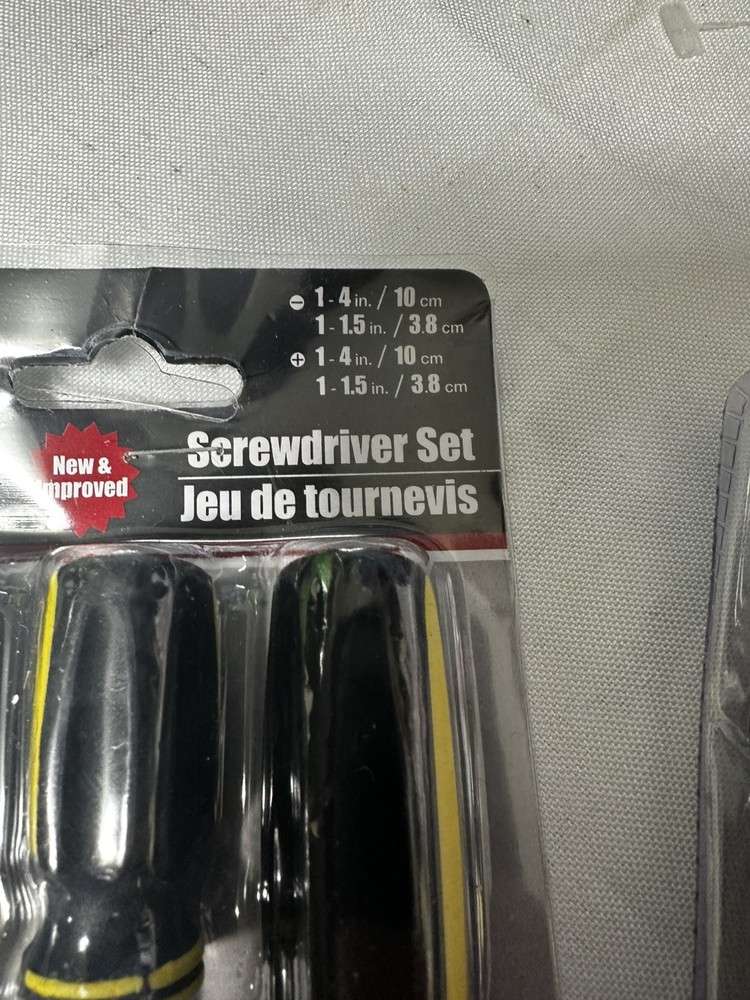 ⊖ 1 - 4 in. / 10 cm
1 - 1.5 in. / 3.8 cm
⊕ 1 - 4 in. / 10 cm
1 - 1.5 in. / 3.8 cm
New &
Improved
Screwdriver Set
Jeu de tournevis